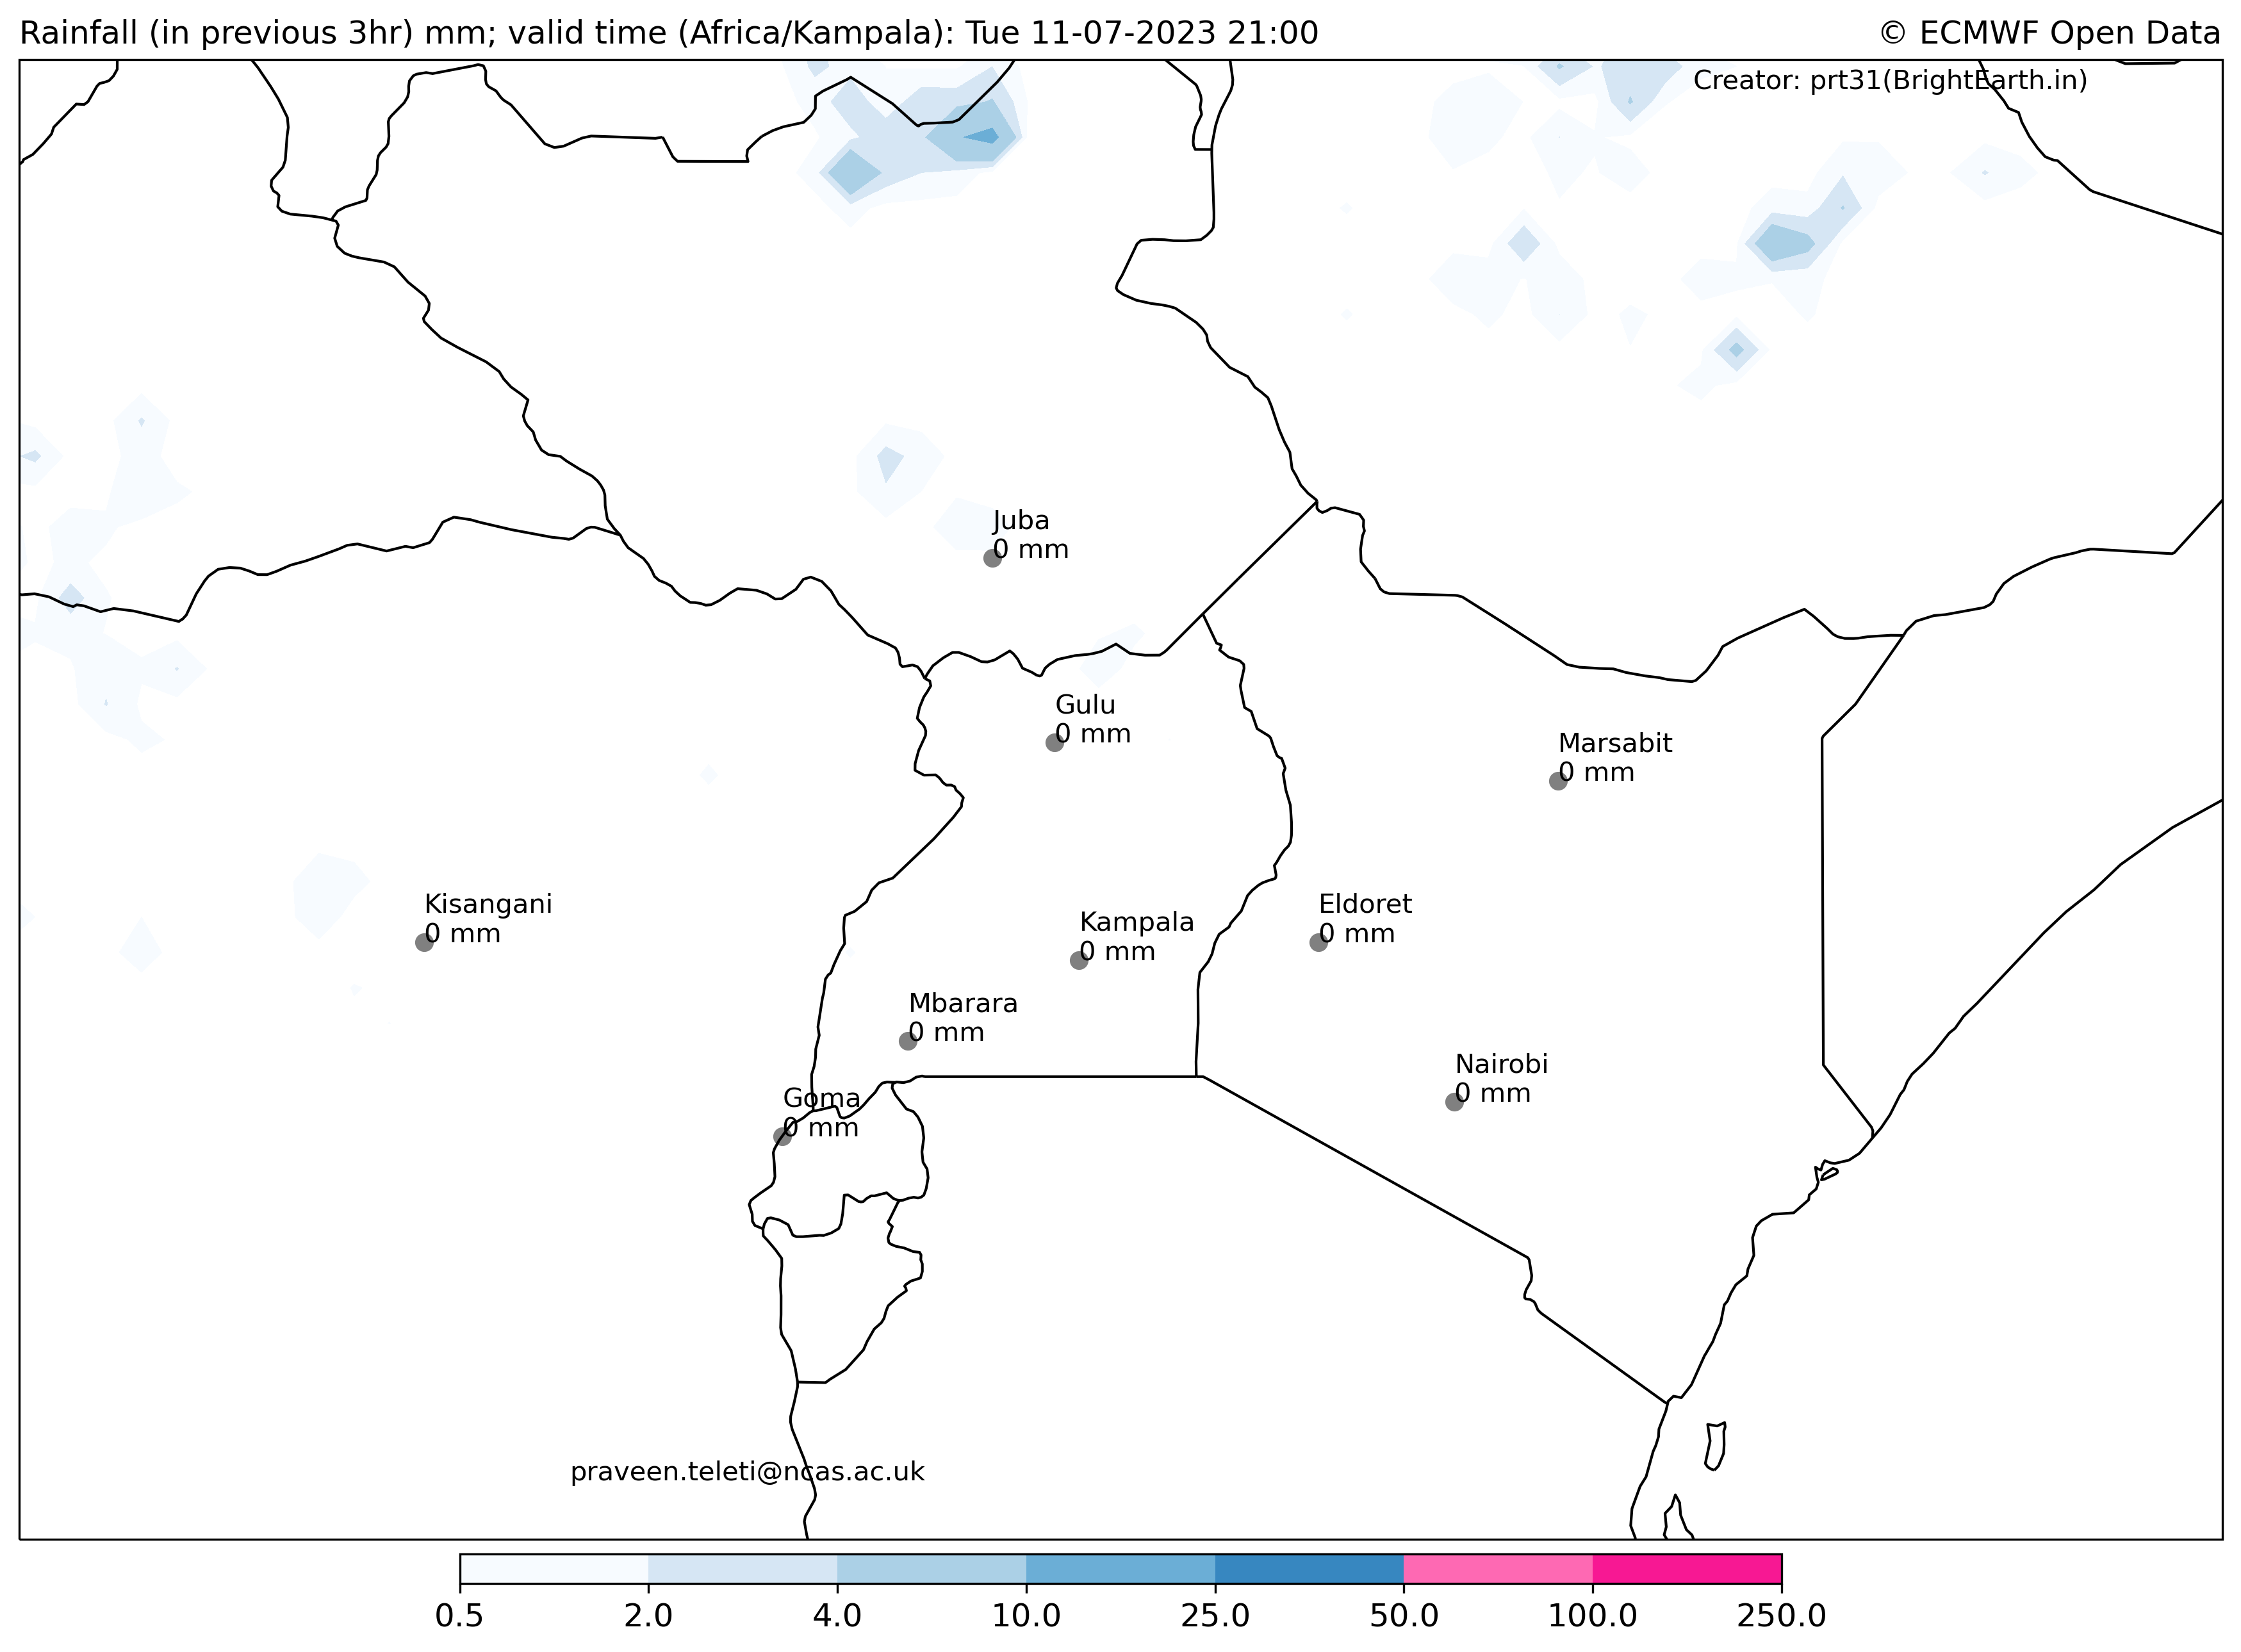 Rainfall (in previous 3hr) mm; valid time (Africa/Kampala): Tue 11-07-2023 21:00
© ECMWF Open Data
Creator: prt31(BrightEarth.in)
Juba
0 mm
Gulu
0 mm
Marsabit
0 mm
Kisangani
0 mm
Kampala
0 mm
Eldoret
0 mm
Mbarara
0 mm
Nairobi
0 mm
Goma
0 mm
praveen.teleti@ncas.ac.uk
0.5 2.0 4.0 10.0 25.0 50.0 100.0 250.0